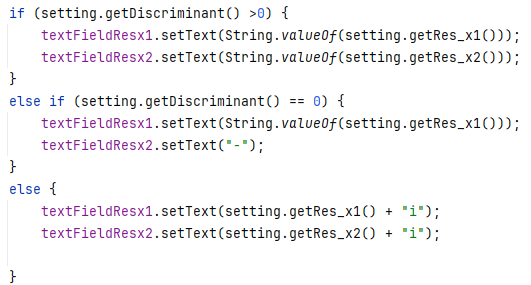 if (setting.getDiscriminant() >0) {
    textFieldResx1.setText(String.valueOf(setting.getRes_x1()));
    textFieldResx2.setText(String.valueOf(setting.getRes_x2()));
}
else if (setting.getDiscriminant() == 0) {
    textFieldResx1.setText(String.valueOf(setting.getRes_x1()));
    textFieldResx2.setText("-");
}
else {
    textFieldResx1.setText(setting.getRes_x1() + "i");
    textFieldResx2.setText(setting.getRes_x2() + "i");
}